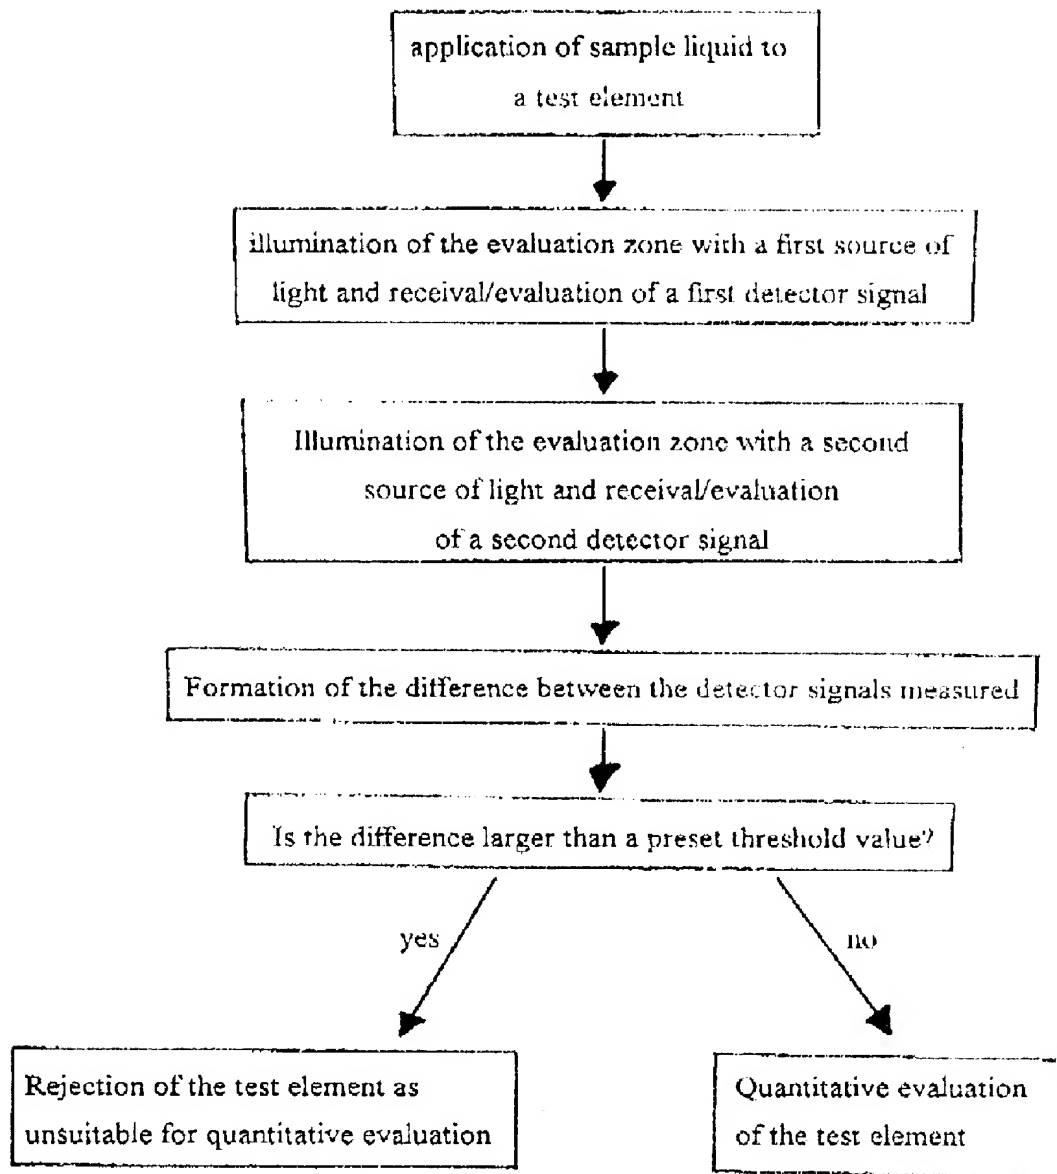 application of sample liquid to
a test element
illumination of the evaluation zone with a first source of
light and receival/evaluation of a first detector signal
Illumination of the evaluation zone with a second
source of light and receival/evaluation
of a second detector signal
Formation of the difference between the detector signals measured
Is the difference larger than a preset threshold value?
yes
no
Rejection of the test element as
unsuitable for quantitative evaluation
Quantitative evaluation
of the test element